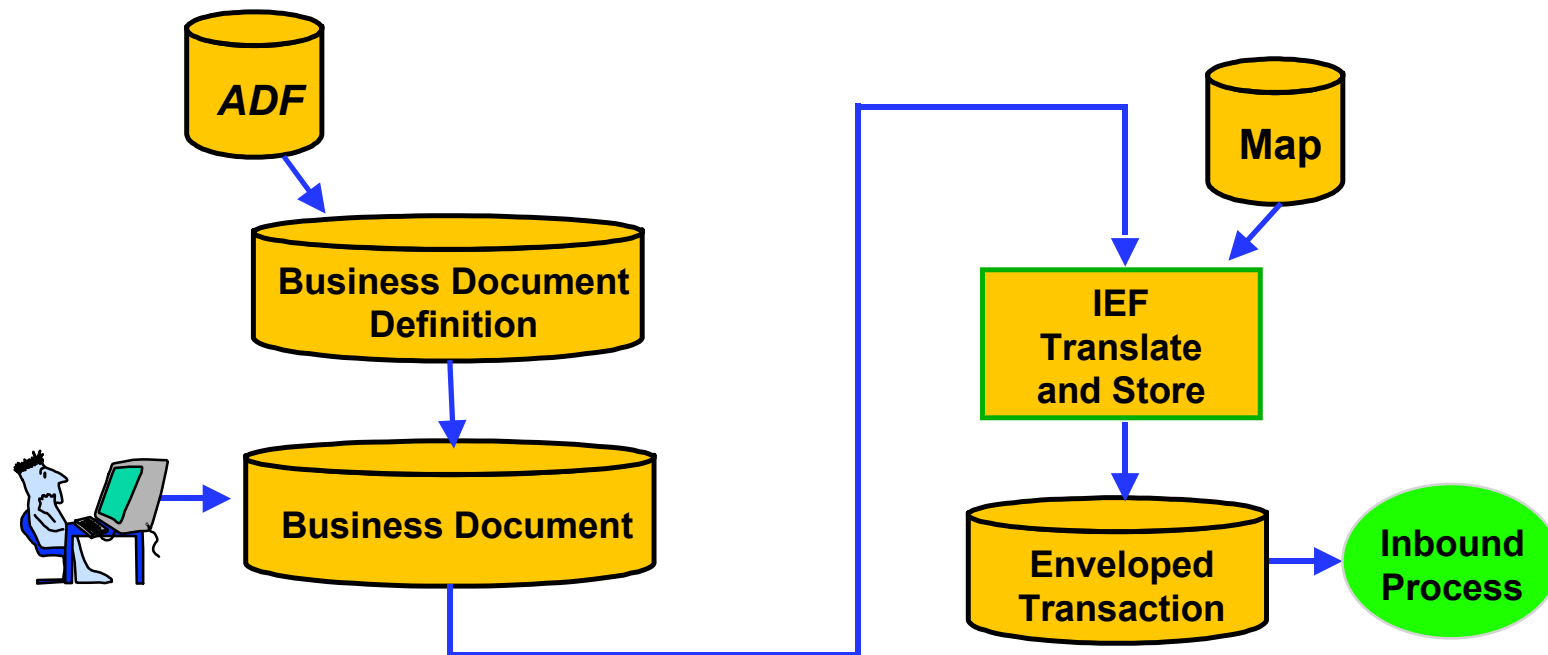 ADF
Business Document
Definition
Business Document
Map
IEF
Translate
and Store
Enveloped
Transaction
Inbound
Process